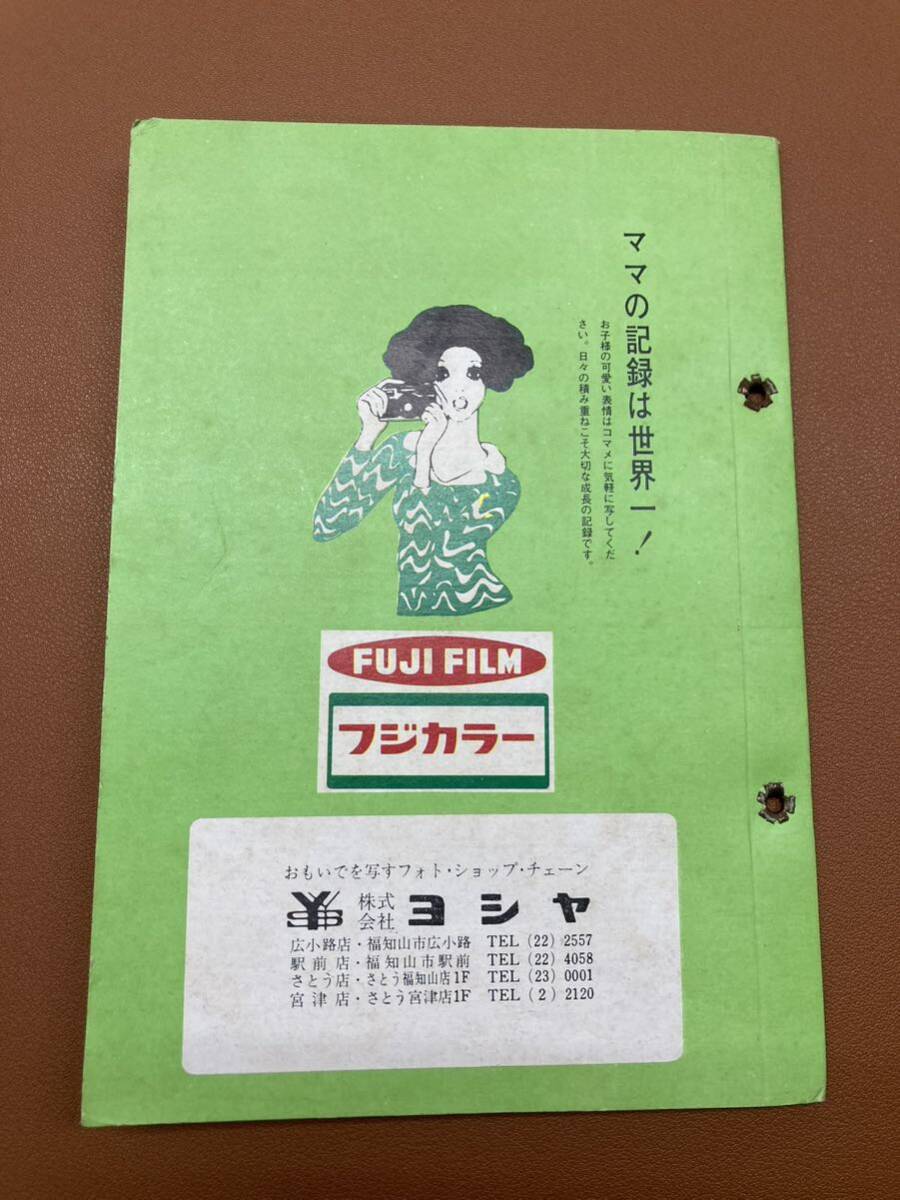 ママの記録は世界一！
お子様の可愛い表情はコマメに気軽に写してくだ
さい。日々の積み重ねこそ大切な成長の記録です。
FUJI FILM
フジカラー
おもいでを写すフォト・ショップ・チェーン
株式会社 ヨシヤ
広小路店・福知山市広小路 TEL (22) 2557
駅前店・福知山市駅前 TEL (22) 4058
さとう店・さとう福知山店1F TEL (23) 0001
宮津店・さとう宮津店1F TEL (2) 2120